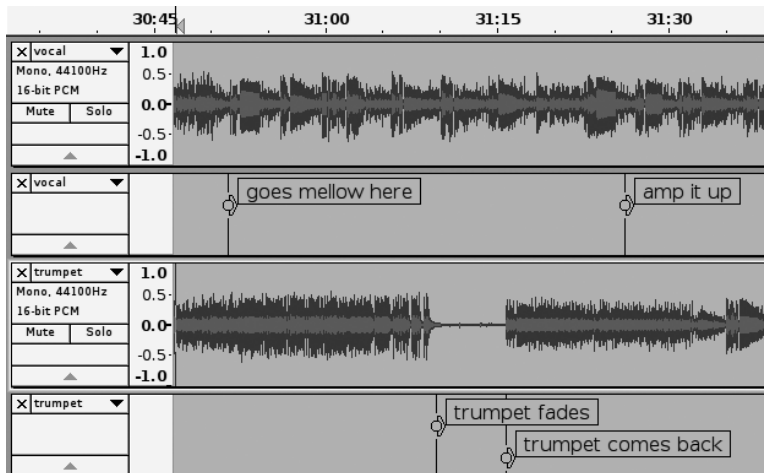 30:45 31:00 31:15 31:30
X vocal 1.0
Mono, 44100Hz 0.5
16-bit PCM 0.0
Mute Solo -0.5
-1.0
X vocal goes mellow here amp it up
X trumpet 1.0
Mono, 44100Hz 0.5
16-bit PCM 0.0
Mute Solo -0.5
-1.0
X trumpet trumpet fades
trumpet comes back